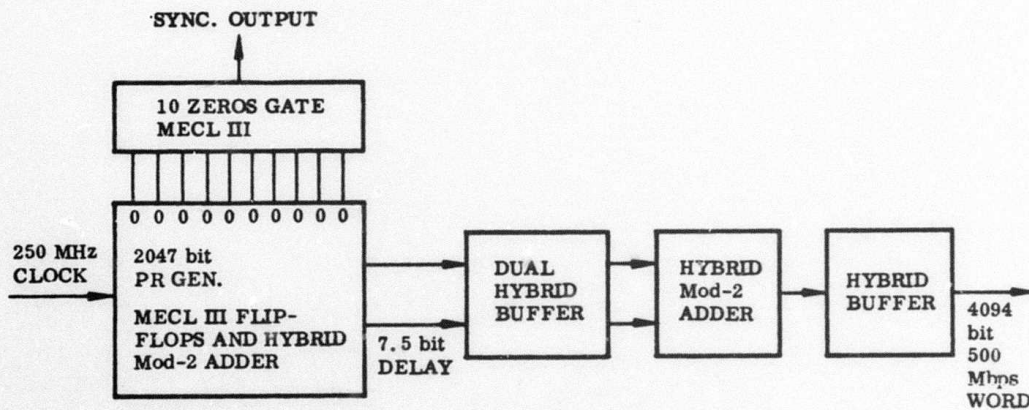 SYNC. OUTPUT
10 ZEROS GATE
MECL III
0 0 0 0 0 0 0 0 0 0
250 MHz
CLOCK
2047 bit
PR GEN.
MECL III FLIP-
FLOPS AND HYBRID
Mod-2 ADDER
7.5 bit
DELAY
DUAL
HYBRID
BUFFER
HYBRID
Mod-2
ADDER
HYBRID
BUFFER
4094
bit
500
Mbps
WORD